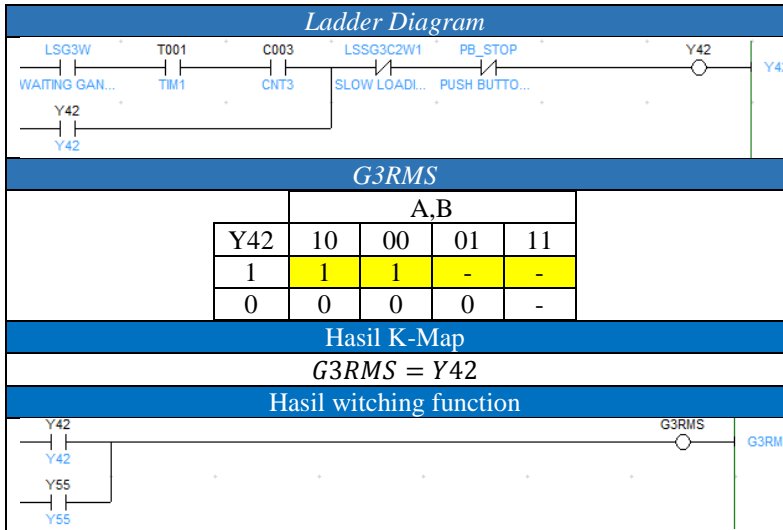 Ladder Diagram
LSG3W T001 C003 LSSG3C2W1 PB_STOP Y42
WAITING GAN... TIM1 CNT3 SLOW LOADI... PUSH BUTTO...
Y42
Y42
G3RMS
A,B
Y42 10 00 01 11
1 1 1 - -
0 0 0 0 -
Hasil K-Map
G3RMS = Y42
Hasil witching function
Y42 G3RMS
Y42
Y55
Y55